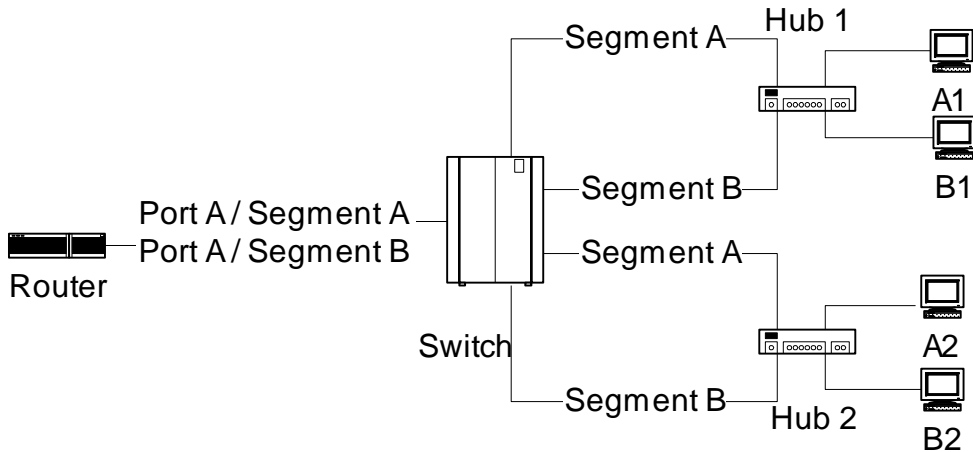 Hub 1
Segment A
A1
Segment B
B1
Port A / Segment A
Port A / Segment B
Router
Segment A
Switch
A2
Segment B
Hub 2
B2